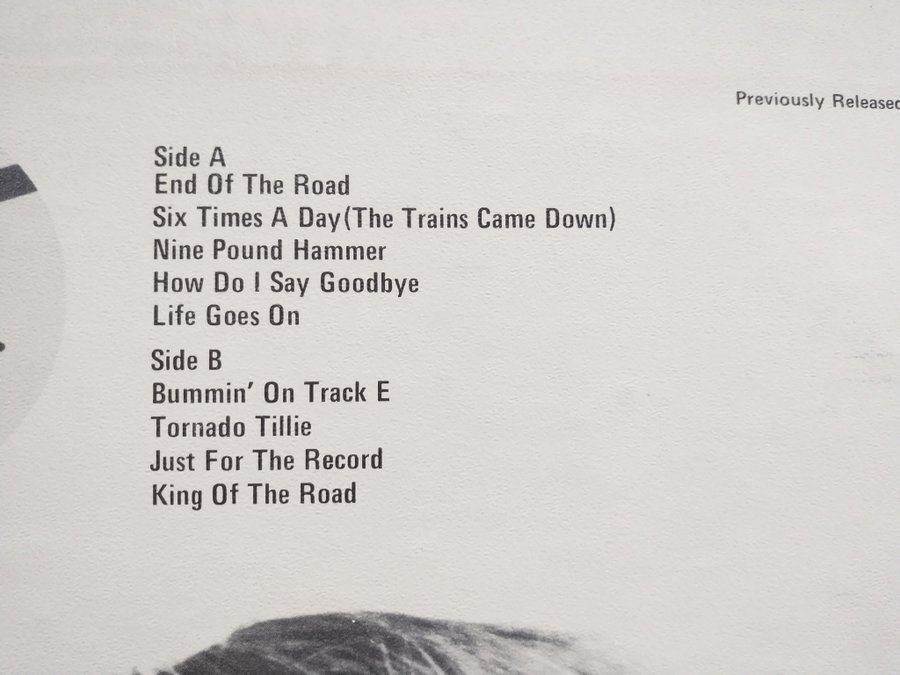 Previously Released
Side A
End Of The Road
Six Times A Day(The Trains Came Down)
Nine Pound Hammer
How Do I Say Goodbye
Life Goes On
Side B
Bummin' On Track E
Tornado Tillie
Just For The Record
King Of The Road